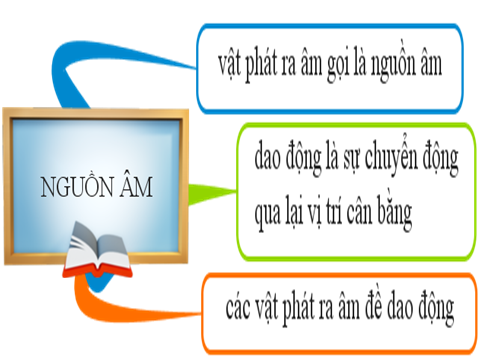 vật phát ra âm gọi là nguồn âm
NGUỒN ÂM
dao động là sự chuyển động
qua lại vị trí cân bằng
các vật phát ra âm đề dao động